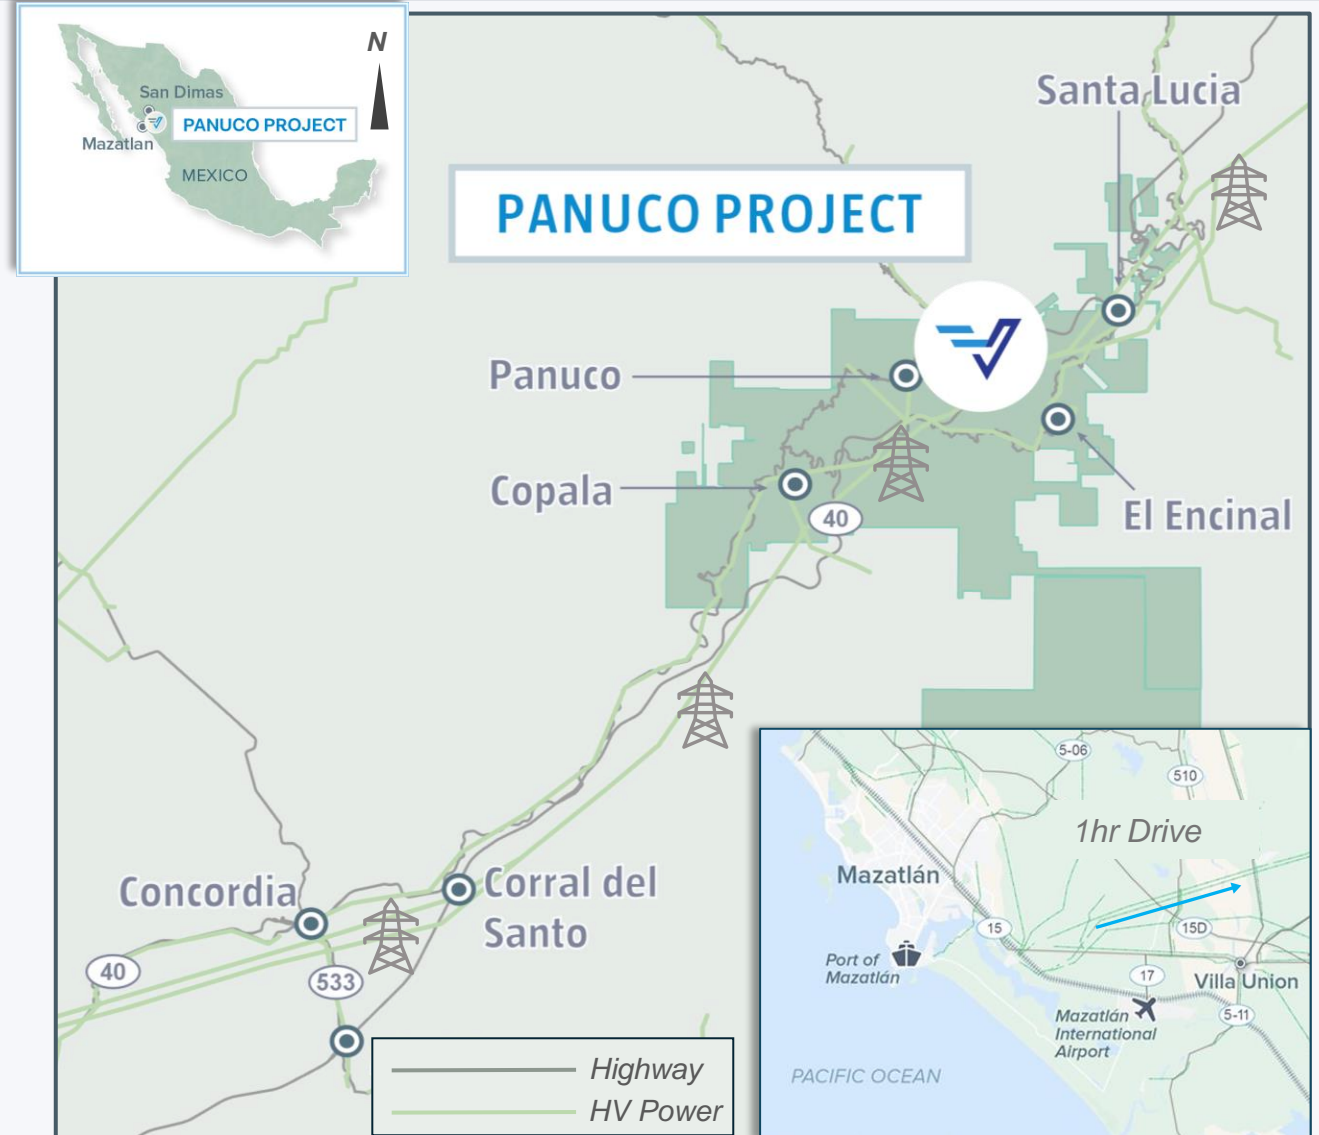 N
San Dimas
PANUCO PROJECT
Mazatlan
MEXICO
Santa Lucia
PANUCO PROJECT
Panuco
Copala
40
El Encinal
Concordia
Corral del
Santo
40
533
Highway
HV Power
5-06
510
1hr Drive
Mazatlán
15
15D
Port of
Mazatlán
17
Villa Union
Mazatlán
International
Airport
5-11
PACIFIC OCEAN